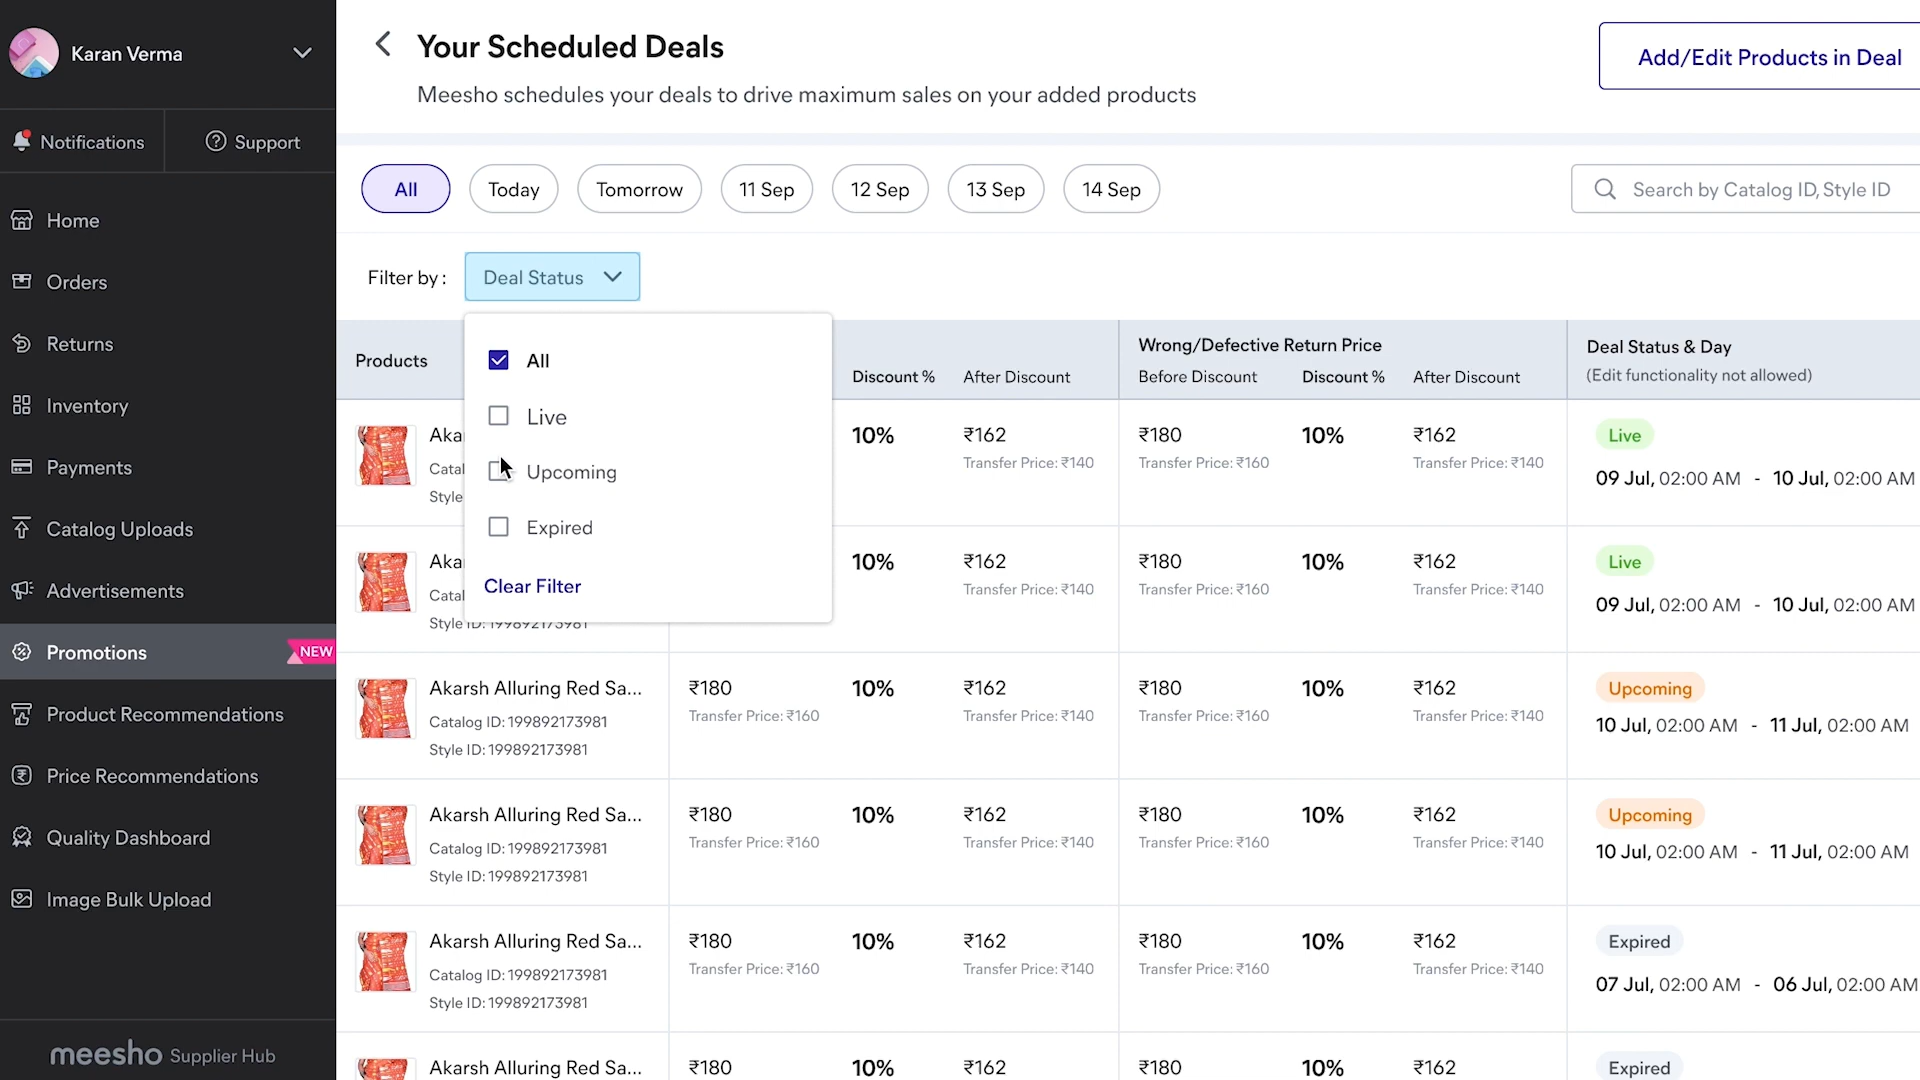 Karan Verma
Notifications
Support
Home
Orders
Returns
Inventory
Payments
Catalog Uploads
Advertisements
Promotions NEW
Product Recommendations
Price Recommendations
Quality Dashboard
Image Bulk Upload
meesho Supplier Hub
Your Scheduled Deals
Meesho schedules your deals to drive maximum sales on your added products
Add/Edit Products in Deal
All Today Tomorrow 11 Sep 12 Sep 13 Sep 14 Sep
Search by Catalog ID, Style ID
Filter by : Deal Status
All
Live
Upcoming
Expired
Clear Filter
Products
Discount % After Discount
Wrong/Defective Return Price
Before Discount Discount % After Discount
Deal Status & Day
(Edit functionality not allowed)
Aka 10% ₹162 ₹180 10% ₹162 Live
Catal Transfer Price: ₹140 Transfer Price: ₹160 Transfer Price: ₹140
Style 09 Jul, 02:00 AM - 10 Jul, 02:00 AM
Aka 10% ₹162 ₹180 10% ₹162 Live
Catal Transfer Price: ₹140 Transfer Price: ₹160 Transfer Price: ₹140
Style ID: 199892173981 09 Jul, 02:00 AM - 10 Jul, 02:00 AM
Akarsh Alluring Red Sa... ₹180 10% ₹162 ₹180 10% ₹162 Upcoming
Catalog ID: 199892173981 Transfer Price: ₹160 Transfer Price: ₹140 Transfer Price: ₹160 Transfer Price: ₹140
Style ID: 199892173981 10 Jul, 02:00 AM - 11 Jul, 02:00 AM
Akarsh Alluring Red Sa... ₹180 10% ₹162 ₹180 10% ₹162 Upcoming
Catalog ID: 199892173981 Transfer Price: ₹160 Transfer Price: ₹140 Transfer Price: ₹160 Transfer Price: ₹140
Style ID: 199892173981 10 Jul, 02:00 AM - 11 Jul, 02:00 AM
Akarsh Alluring Red Sa... ₹180 10% ₹162 ₹180 10% ₹162 Expired
Catalog ID: 199892173981 Transfer Price: ₹160 Transfer Price: ₹140 Transfer Price: ₹160 Transfer Price: ₹140
Style ID: 199892173981 07 Jul, 02:00 AM - 06 Jul, 02:00 AM
Akarsh Alluring Red Sa... ₹180 10% ₹162 ₹180 10% ₹162 Expired